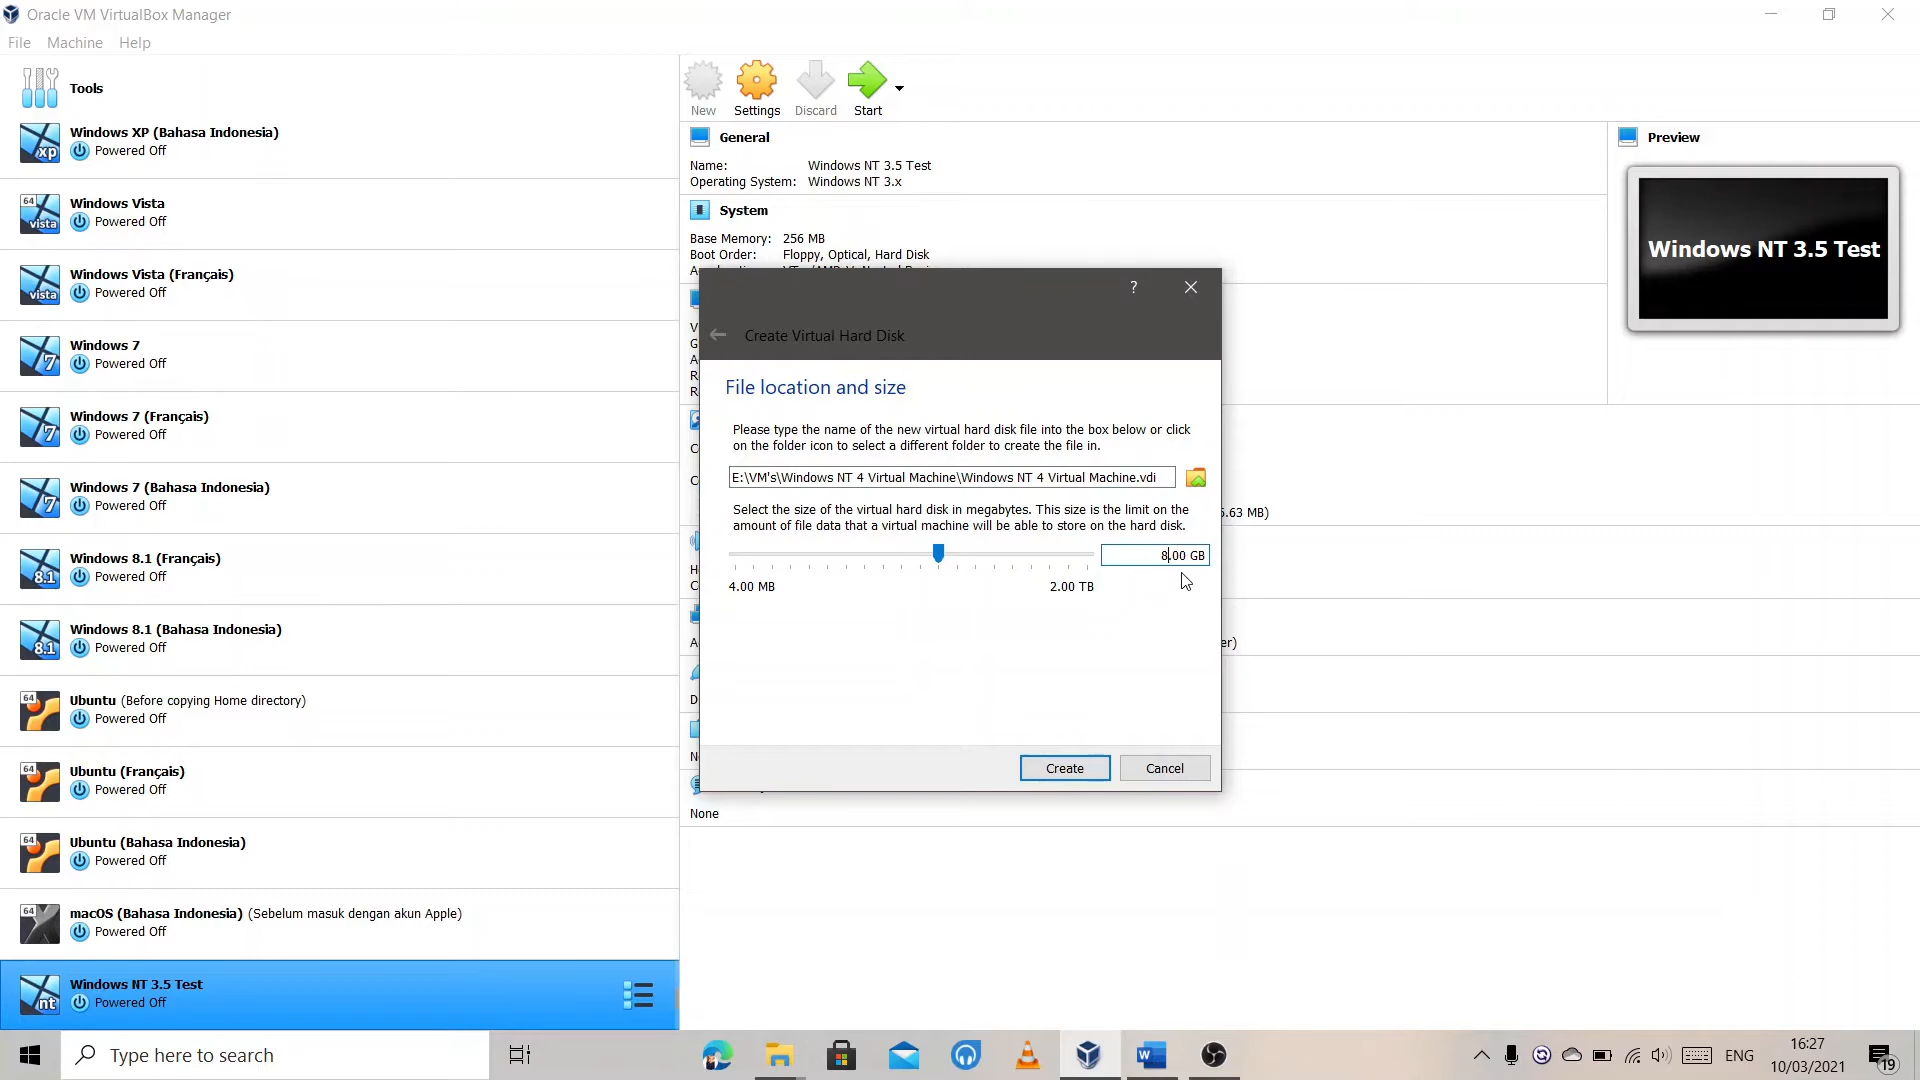 Oracle VM VirtualBox Manager
File Machine Help
Tools
Windows XP (Bahasa Indonesia)
Powered Off
Windows Vista
Powered Off
Windows Vista (Français)
Powered Off
Windows 7
Powered Off
Windows 7 (Français)
Powered Off
Windows 7 (Bahasa Indonesia)
Powered Off
Windows 8.1 (Français)
Powered Off
Windows 8.1 (Bahasa Indonesia)
Powered Off
Ubuntu (Before copying Home directory)
Powered Off
Ubuntu (Français)
Powered Off
Ubuntu (Bahasa Indonesia)
Powered Off
macOS (Bahasa Indonesia) (Sebelum masuk dengan akun Apple)
Powered Off
Windows NT 3.5 Test
Powered Off
New Settings Discard Start
General
Name: Windows NT 3.5 Test
Operating System: Windows NT 3.x
System
Base Memory: 256 MB
Boot Order: Floppy, Optical, Hard Disk
Preview
Windows NT 3.5 Test
?
Create Virtual Hard Disk
File location and size
Please type the name of the new virtual hard disk file into the box below or click
on the folder icon to select a different folder to create the file in.
E:\VM's\Windows NT 4 Virtual Machine\Windows NT 4 Virtual Machine.vdi
Select the size of the virtual hard disk in megabytes. This size is the limit on the
amount of file data that a virtual machine will be able to store on the hard disk.
8.00 GB
4.00 MB 2.00 TB
Create Cancel
5.63 MB)
er)
None
Type here to search
ENG
16:27
10/03/2021
19